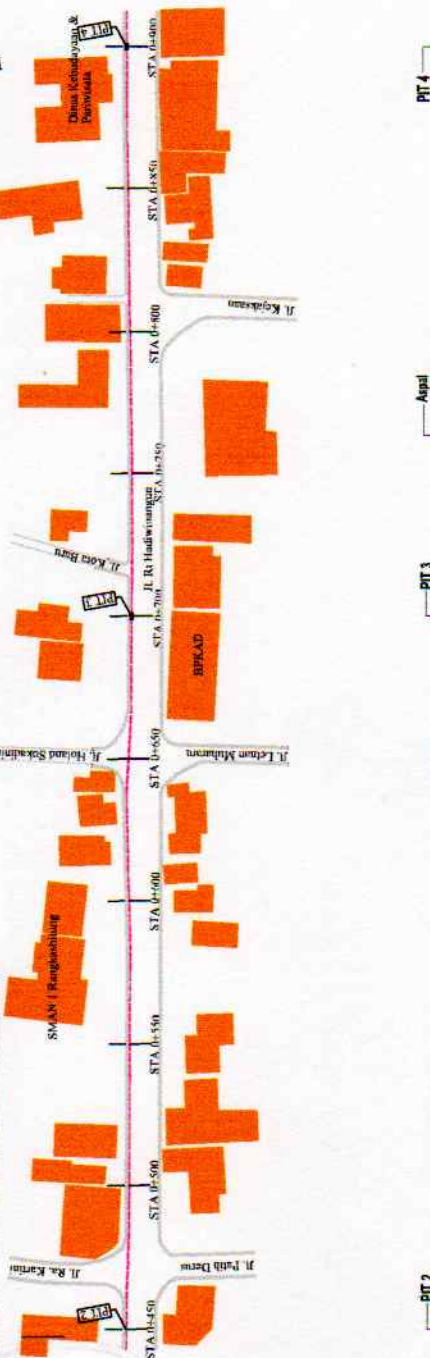 PIT 4
STA 0+900
Dinas Kebudayaan &
Pariwisata
STA 0+850
Jl. Kejaksaan
STA 0+800
STA 0+750
Jl. Rt Hadiwinangun
Jl. Kota Baru
PIT 3
STA 0+700
BPKAD
Jl. Letnan Muharam
STA 0+650
STA 0+600
SMAN 1 Rangkasbitung
STA 0+550
STA 0+500
Jl. Ra. Kartini
Jl. Patih Derus
PIT 2
STA 0+450
PIT 4
Aspal
PIT 3
PIT 2